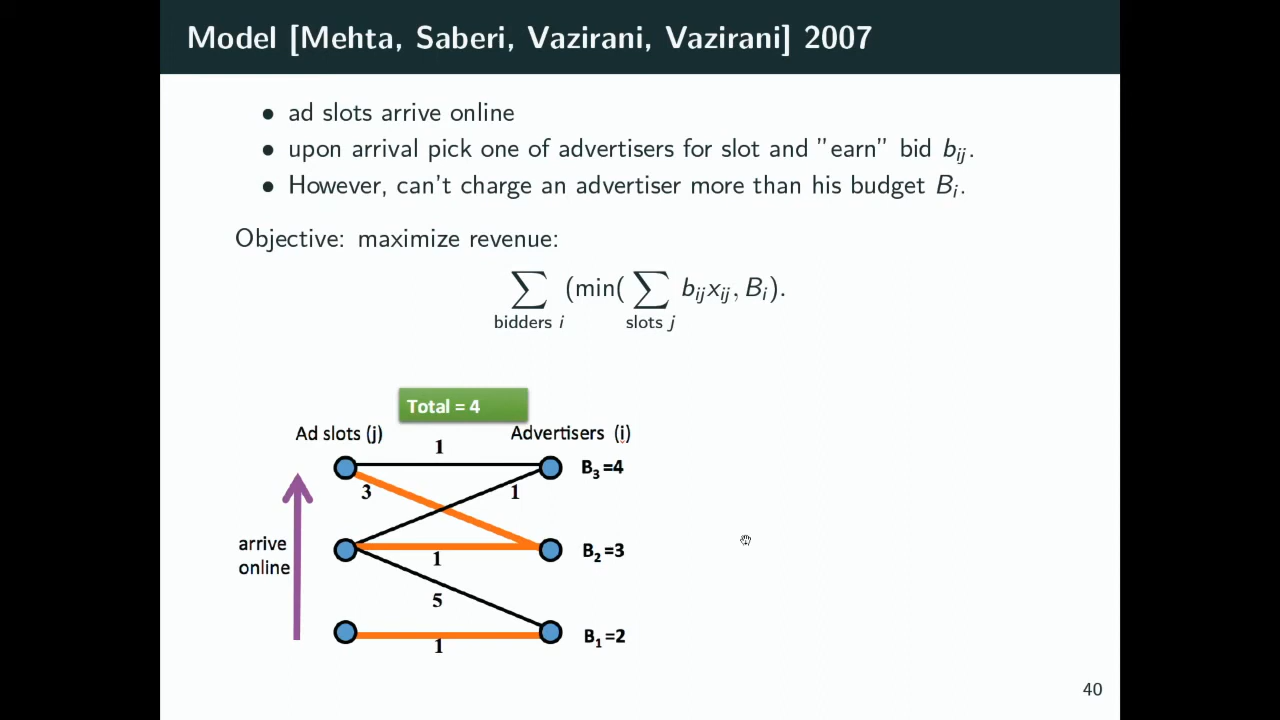 Model [Mehta, Saberi, Vazirani, Vazirani] 2007
• ad slots arrive online
• upon arrival pick one of advertisers for slot and ”earn” bid b_ij.
• However, can't charge an advertiser more than his budget B_i.
Objective: maximize revenue:
∑ (min( ∑ b_ij x_ij, B_i).
bidders i slots j
Total = 4
Ad slots (j) Advertisers (i)
1
B_3 =4
3 1
arrive
online
1
B_2 =3
5
B_1 =2
1
40